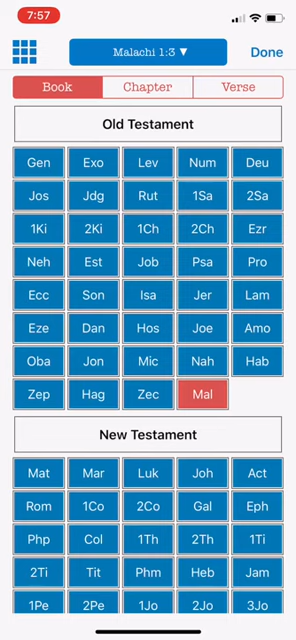 7:57
Malachi 1:3 ▼
Done
Book Chapter Verse
Old Testament
Gen Exo Lev Num Deu
Jos Jdg Rut 1Sa 2Sa
1Ki 2Ki 1Ch 2Ch Ezr
Neh Est Job Psa Pro
Ecc Son Isa Jer Lam
Eze Dan Hos Joe Amo
Oba Jon Mic Nah Hab
Zep Hag Zec Mal
New Testament
Mat Mar Luk Joh Act
Rom 1Co 2Co Gal Eph
Php Col 1Th 2Th 1Ti
2Ti Tit Phm Heb Jam
1Pe 2Pe 1Jo 2Jo 3Jo